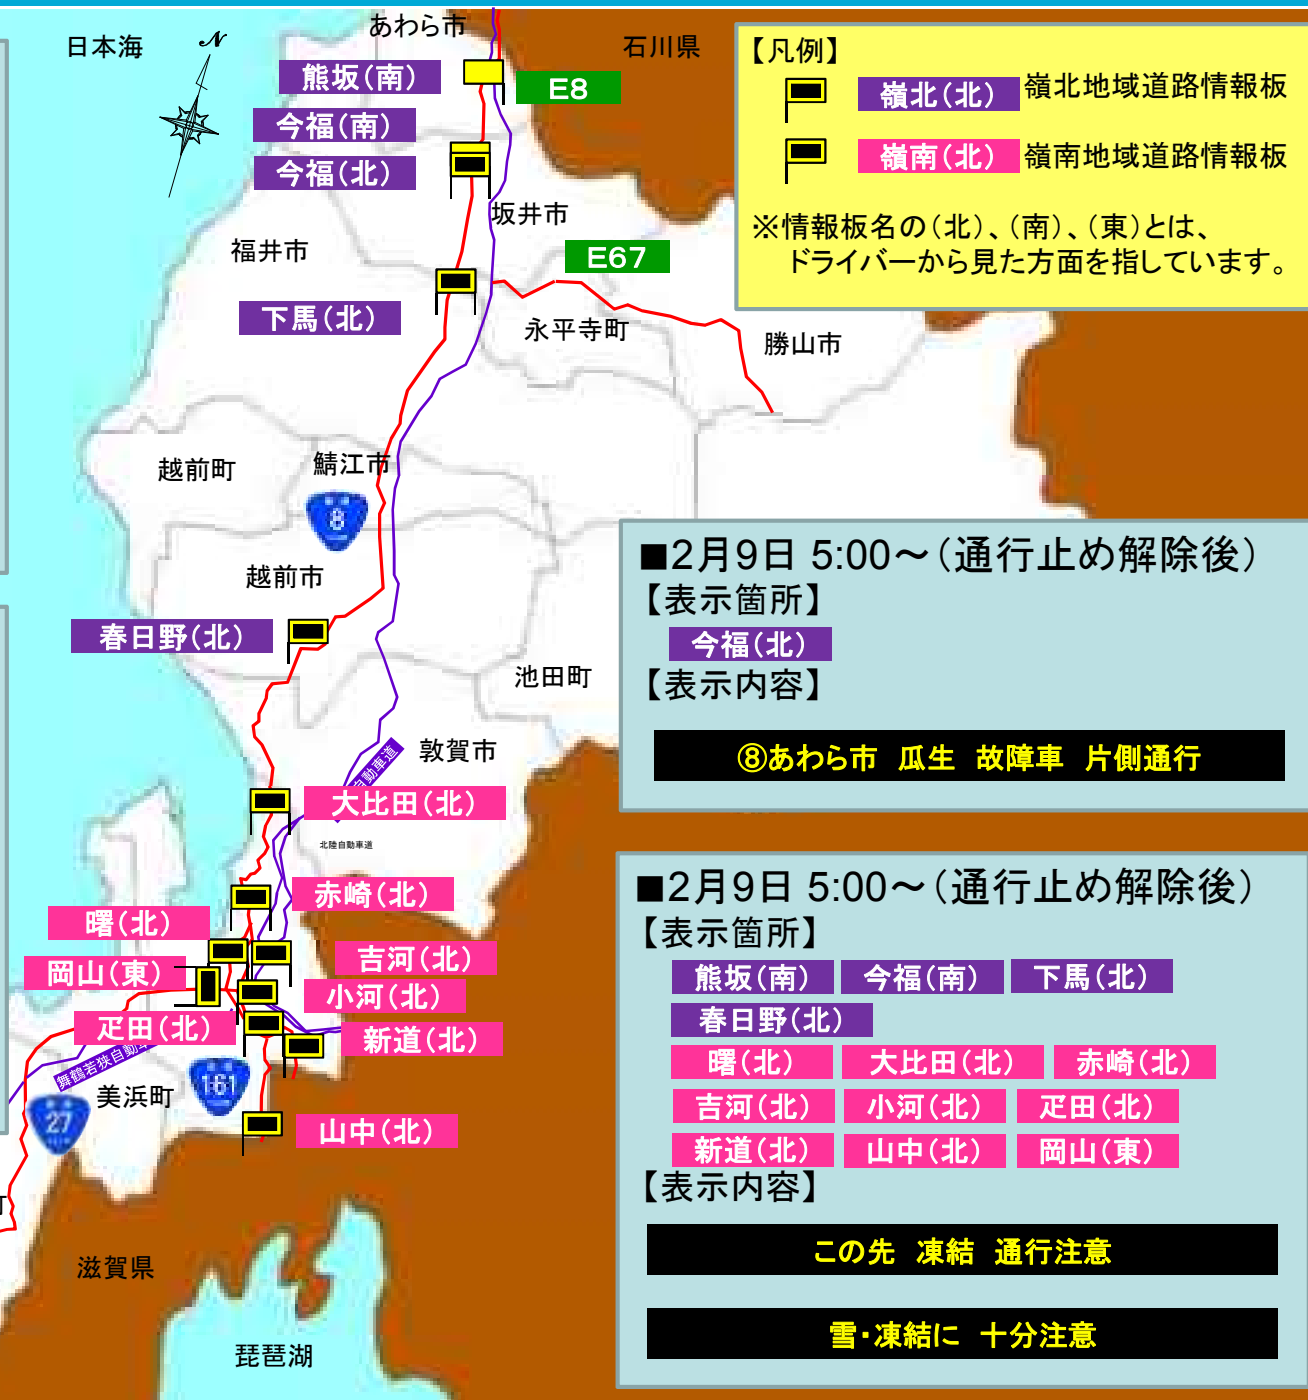 日本海
N
あわら市
石川県
熊坂(南)
E8
今福(南)
今福(北)
坂井市
福井市
E67
下馬(北)
永平寺町
勝山市
越前町
鯖江市
8
越前市
春日野(北)
池田町
敦賀市
自動車道
大比田(北)
北陸自動車道
赤崎(北)
曙(北)
吉河(北)
岡山(東)
小河(北)
疋田(北)
新道(北)
舞鶴若狭自動車
161
美浜町
27
山中(北)
町
滋賀県
琵琶湖
【凡例】
嶺北(北) 嶺北地域道路情報板
嶺南(北) 嶺南地域道路情報板
※情報板名の(北)、(南)、(東)とは、
ドライバーから見た方面を指しています。
■2月9日 5:00~(通行止め解除後)
【表示箇所】
今福(北)
【表示内容】
⑧あわら市 瓜生 故障車 片側通行
■2月9日 5:00~(通行止め解除後)
【表示箇所】
熊坂(南) 今福(南) 下馬(北)
春日野(北)
曙(北) 大比田(北) 赤崎(北)
吉河(北) 小河(北) 疋田(北)
新道(北) 山中(北) 岡山(東)
【表示内容】
この先 凍結 通行注意
雪・凍結に 十分注意